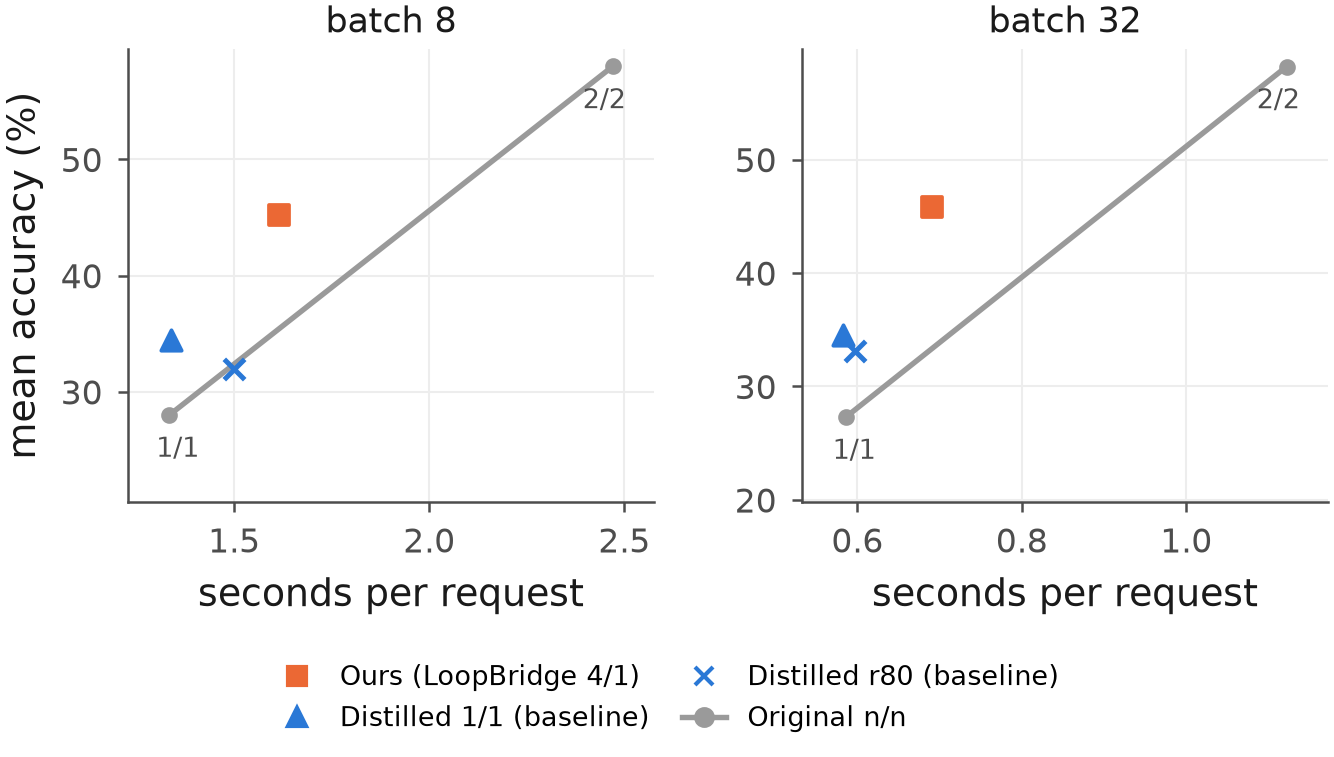 batch 8
batch 32
mean accuracy (%)
50
40
30
2/2
1/1
1.5 2.0 2.5
seconds per request
50
40
30
20
2/2
1/1
0.6 0.8 1.0
seconds per request
Ours (LoopBridge 4/1)
Distilled 1/1 (baseline)
Distilled r80 (baseline)
Original n/n